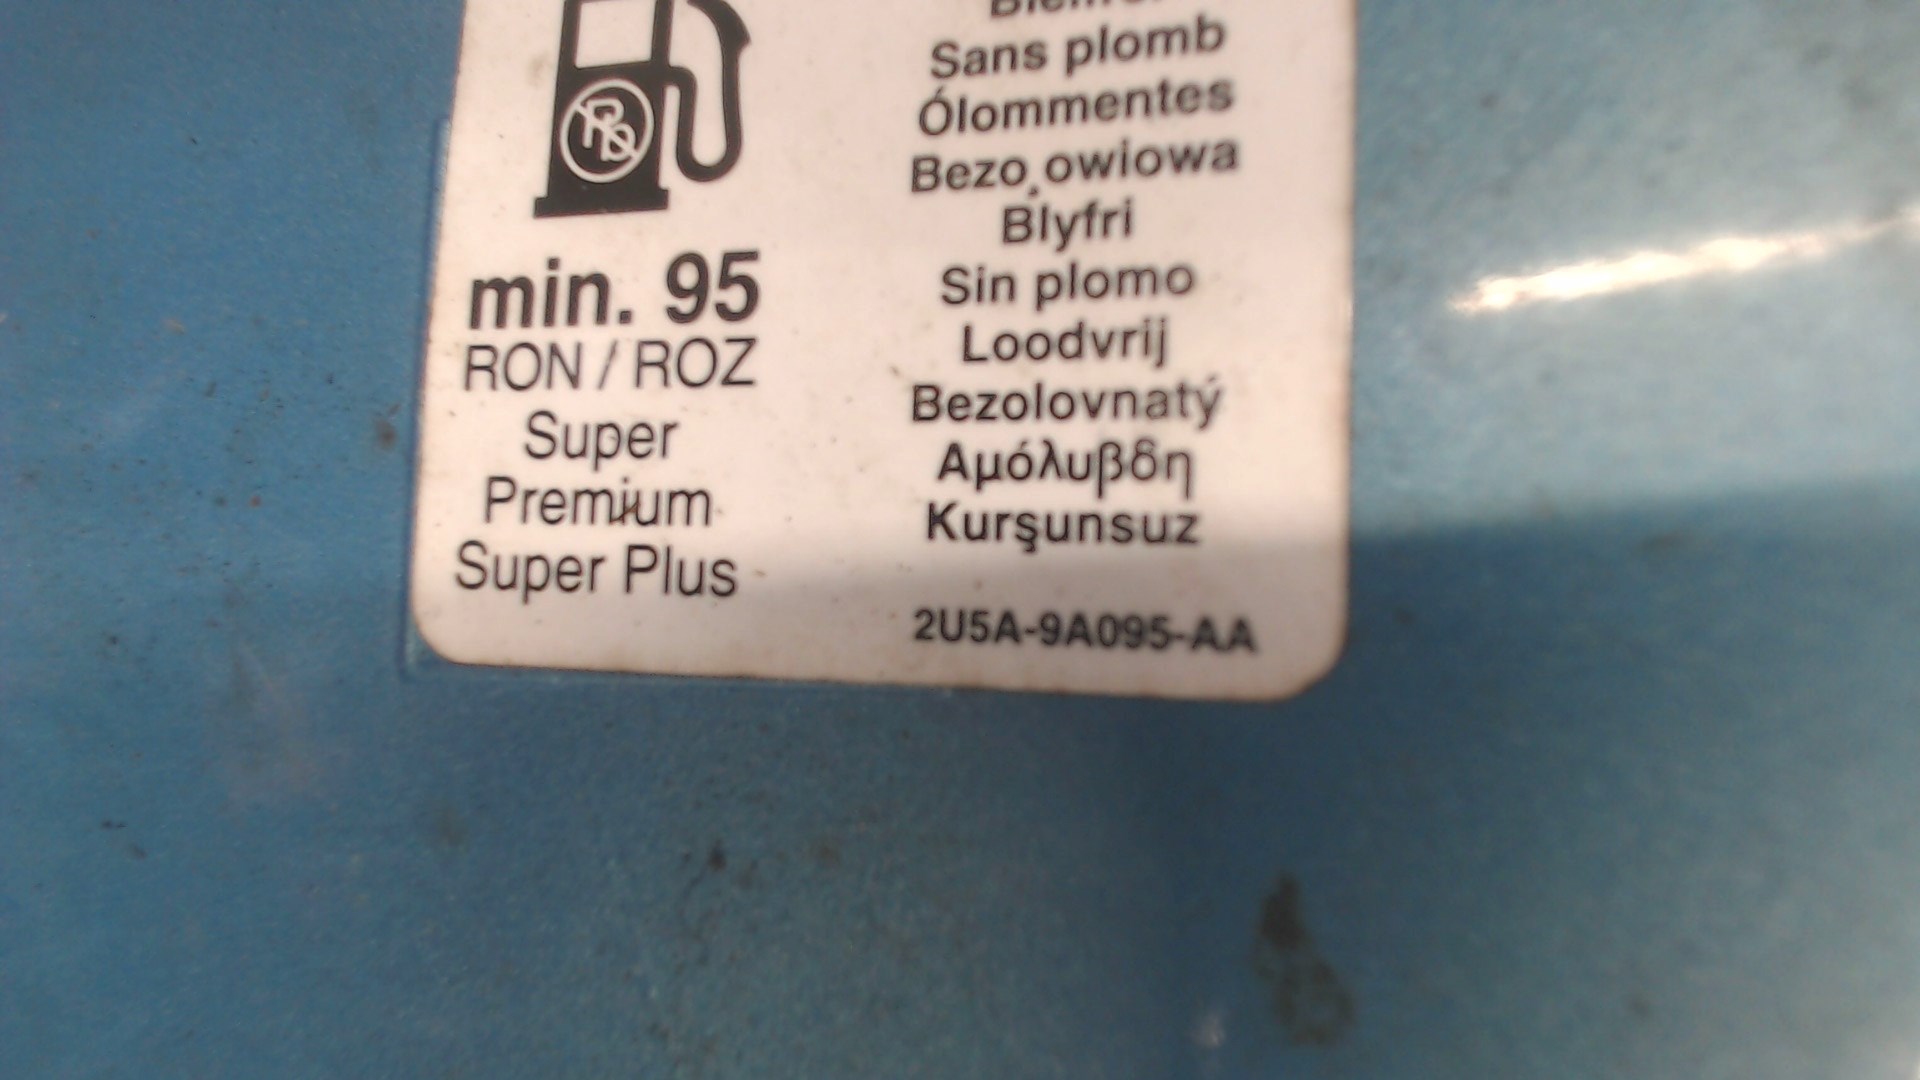 min. 95
RON / ROZ
Super
Premium
Super Plus
Sans plomb
Ólommentes
Bezo̧owiowa
Blyfri
Sin plomo
Loodvrij
Bezolovnatý
Αμόλυβδη
Kurşunsuz
2U5A-9A095-AA